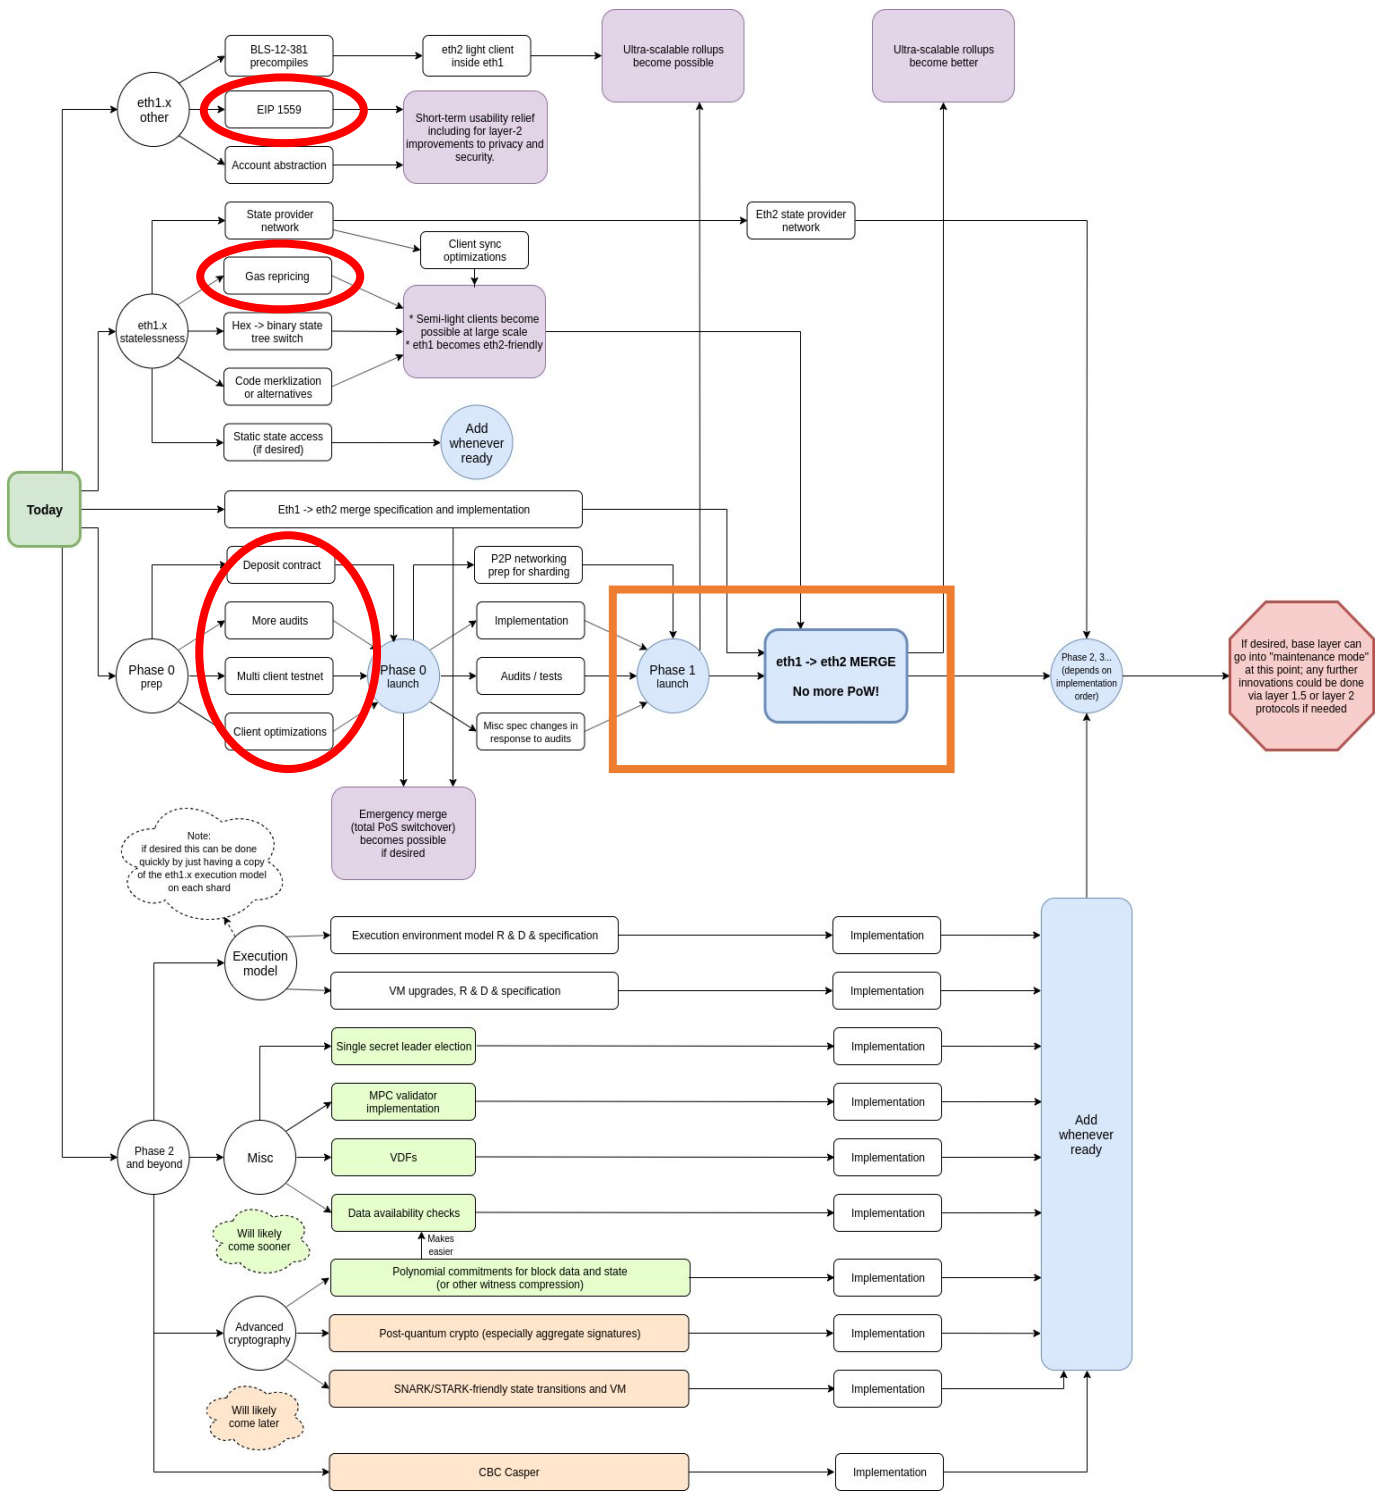 BLS-12-381
precompiles
eth2 light client
inside eth1
Ultra-scalable rollups
become possible
Ultra-scalable rollups
become better
eth1.x
other
EIP 1559
Short-term usability relief
including for layer-2
improvements to privacy and
security.
Account abstraction
State provider
network
Eth2 state provider
network
Client sync
optimizations
Gas repricing
eth1.x
statelessness
Hex -> binary state
tree switch
* Semi-light clients become
possible at large scale
* eth1 becomes eth2-friendly
Code merklization
or alternatives
Static state access
(if desired)
Add
whenever
ready
Today
Eth1 -> eth2 merge specification and implementation
Deposit contract
P2P networking
prep for sharding
More audits
Implementation
Phase 0
prep
Multi client testnet
Phase 0
launch
Audits / tests
Phase 1
launch
eth1 -> eth2 MERGE
No more PoW!
Phase 2, 3...
(depends on
implementation
order)
If desired, base layer can
go into "maintenance mode"
at this point; any further
innovations could be done
via layer 1.5 or layer 2
protocols if needed
Client optimizations
Misc spec changes in
response to audits
Emergency merge
(total PoS switchover)
becomes possible
if desired
Note:
if desired this can be done
quickly by just having a copy
of the eth1.x execution model
on each shard
Execution
model
Execution environment model R & D & specification
Implementation
VM upgrades, R & D & specification
Implementation
Single secret leader election
Implementation
MPC validator
implementation
Implementation
Phase 2
and beyond
Misc
VDFs
Implementation
Add
whenever
ready
Data availability checks
Implementation
Will likely
come sooner
Makes
easier
Polynomial commitments for block data and state
(or other witness compression)
Implementation
Advanced
cryptography
Post-quantum crypto (especially aggregate signatures)
Implementation
SNARK/STARK-friendly state transitions and VM
Implementation
Will likely
come later
CBC Casper
Implementation